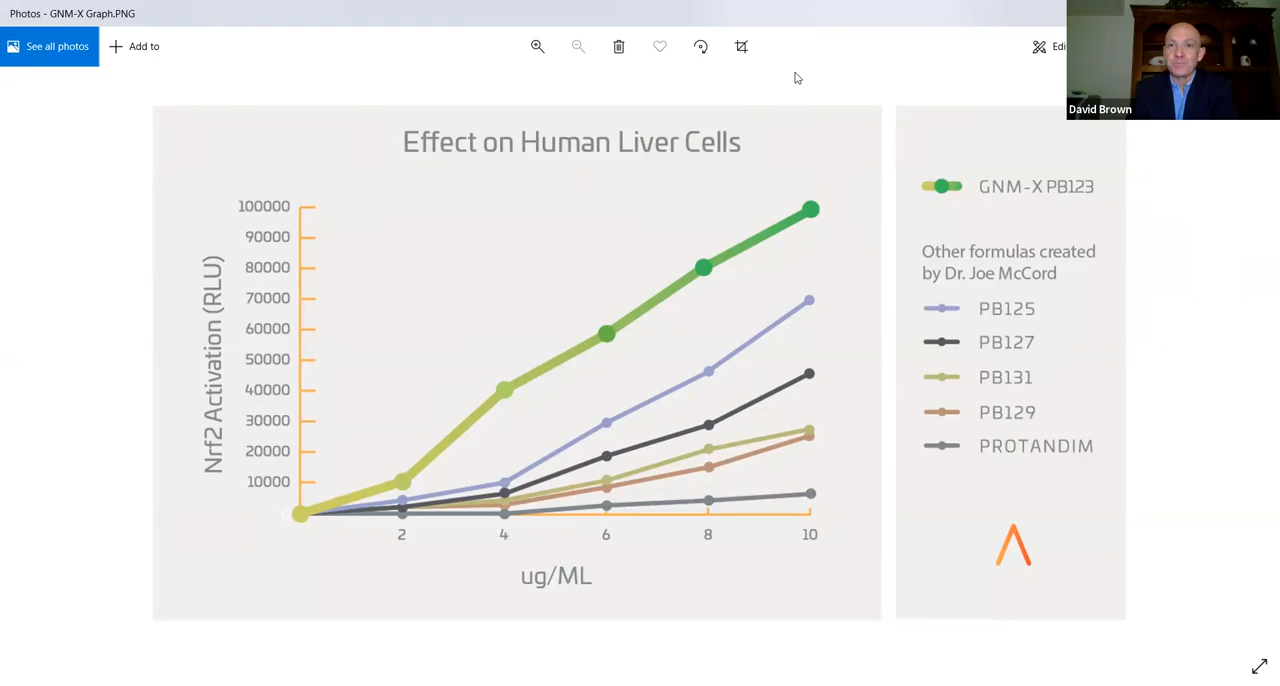 Photos - GNM-X Graph.PNG
See all photos
Add to
Edi
David Brown
Effect on Human Liver Cells
Nrf2 Activation (RLU)
100000
90000
80000
70000
60000
50000
40000
30000
20000
10000
2 4 6 8 10
ug/ML
GNM-X PB123
Other formulas created
by Dr. Joe McCord
PB125
PB127
PB131
PB129
PROTANDIM